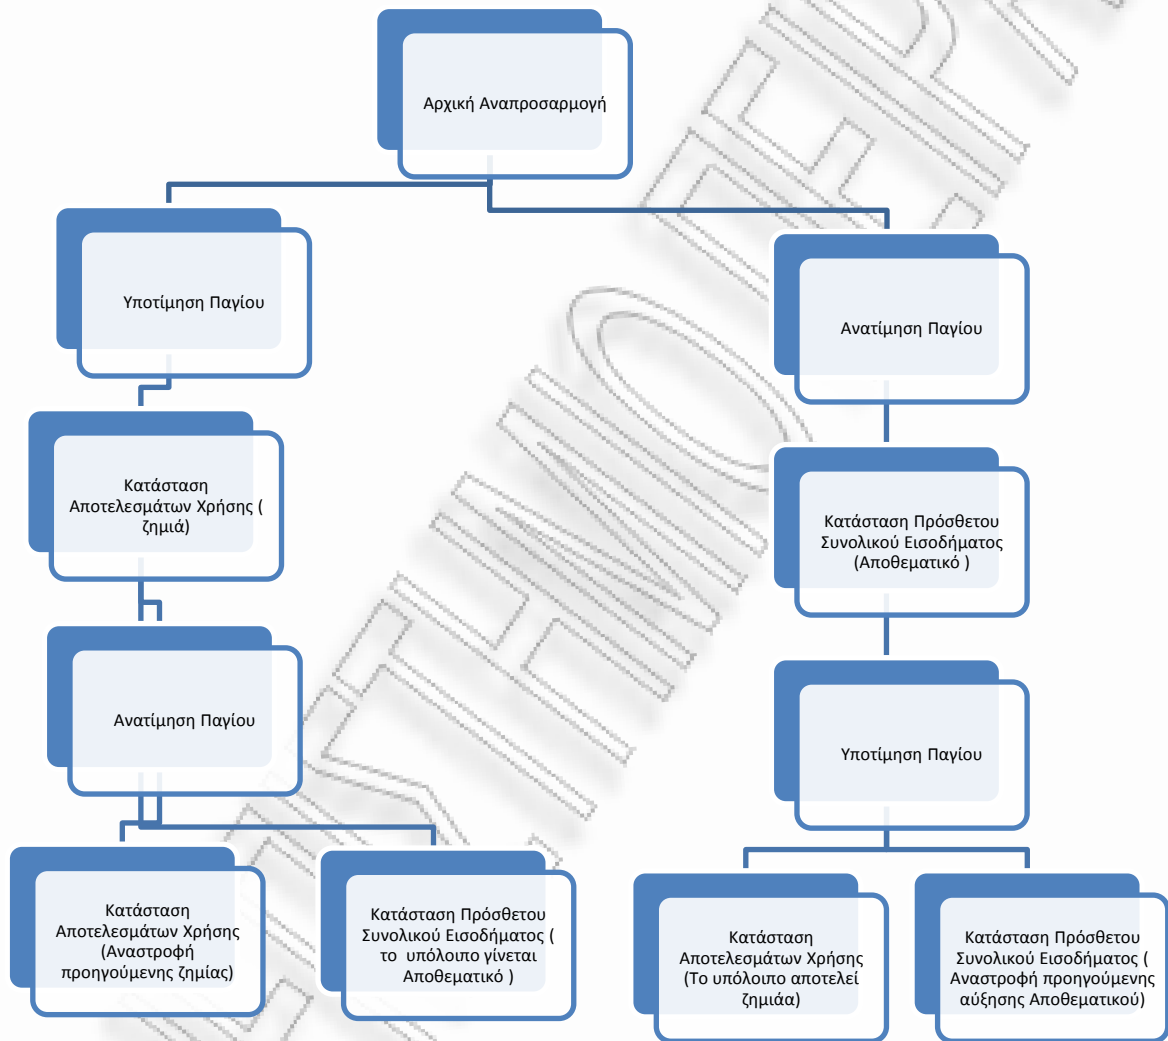 Αρχική Αναπροσαρμογή
Υποτίμηση Παγίου
Ανατίμηση Παγίου
Κατάσταση
Αποτελεσμάτων Χρήσης (
ζημιά)
Κατάσταση Πρόσθετου
Συνολικού Εισοδήματος
(Αποθεματικό )
Ανατίμηση Παγίου
Υποτίμηση Παγίου
Κατάσταση
Αποτελεσμάτων Χρήσης
(Αναστροφή
προηγούμενης ζημίας)
Κατάσταση Πρόσθετου
Συνολικού Εισοδήματος (
το υπόλοιπο γίνεται
Αποθεματικό )
Κατάσταση
Αποτελεσμάτων Χρήσης
(Το υπόλοιπο αποτελεί
ζημιάα)
Κατάσταση Πρόσθετου
Συνολικού Εισοδήματος (
Αναστροφή προηγούμενης
αύξησης Αποθεματικού)